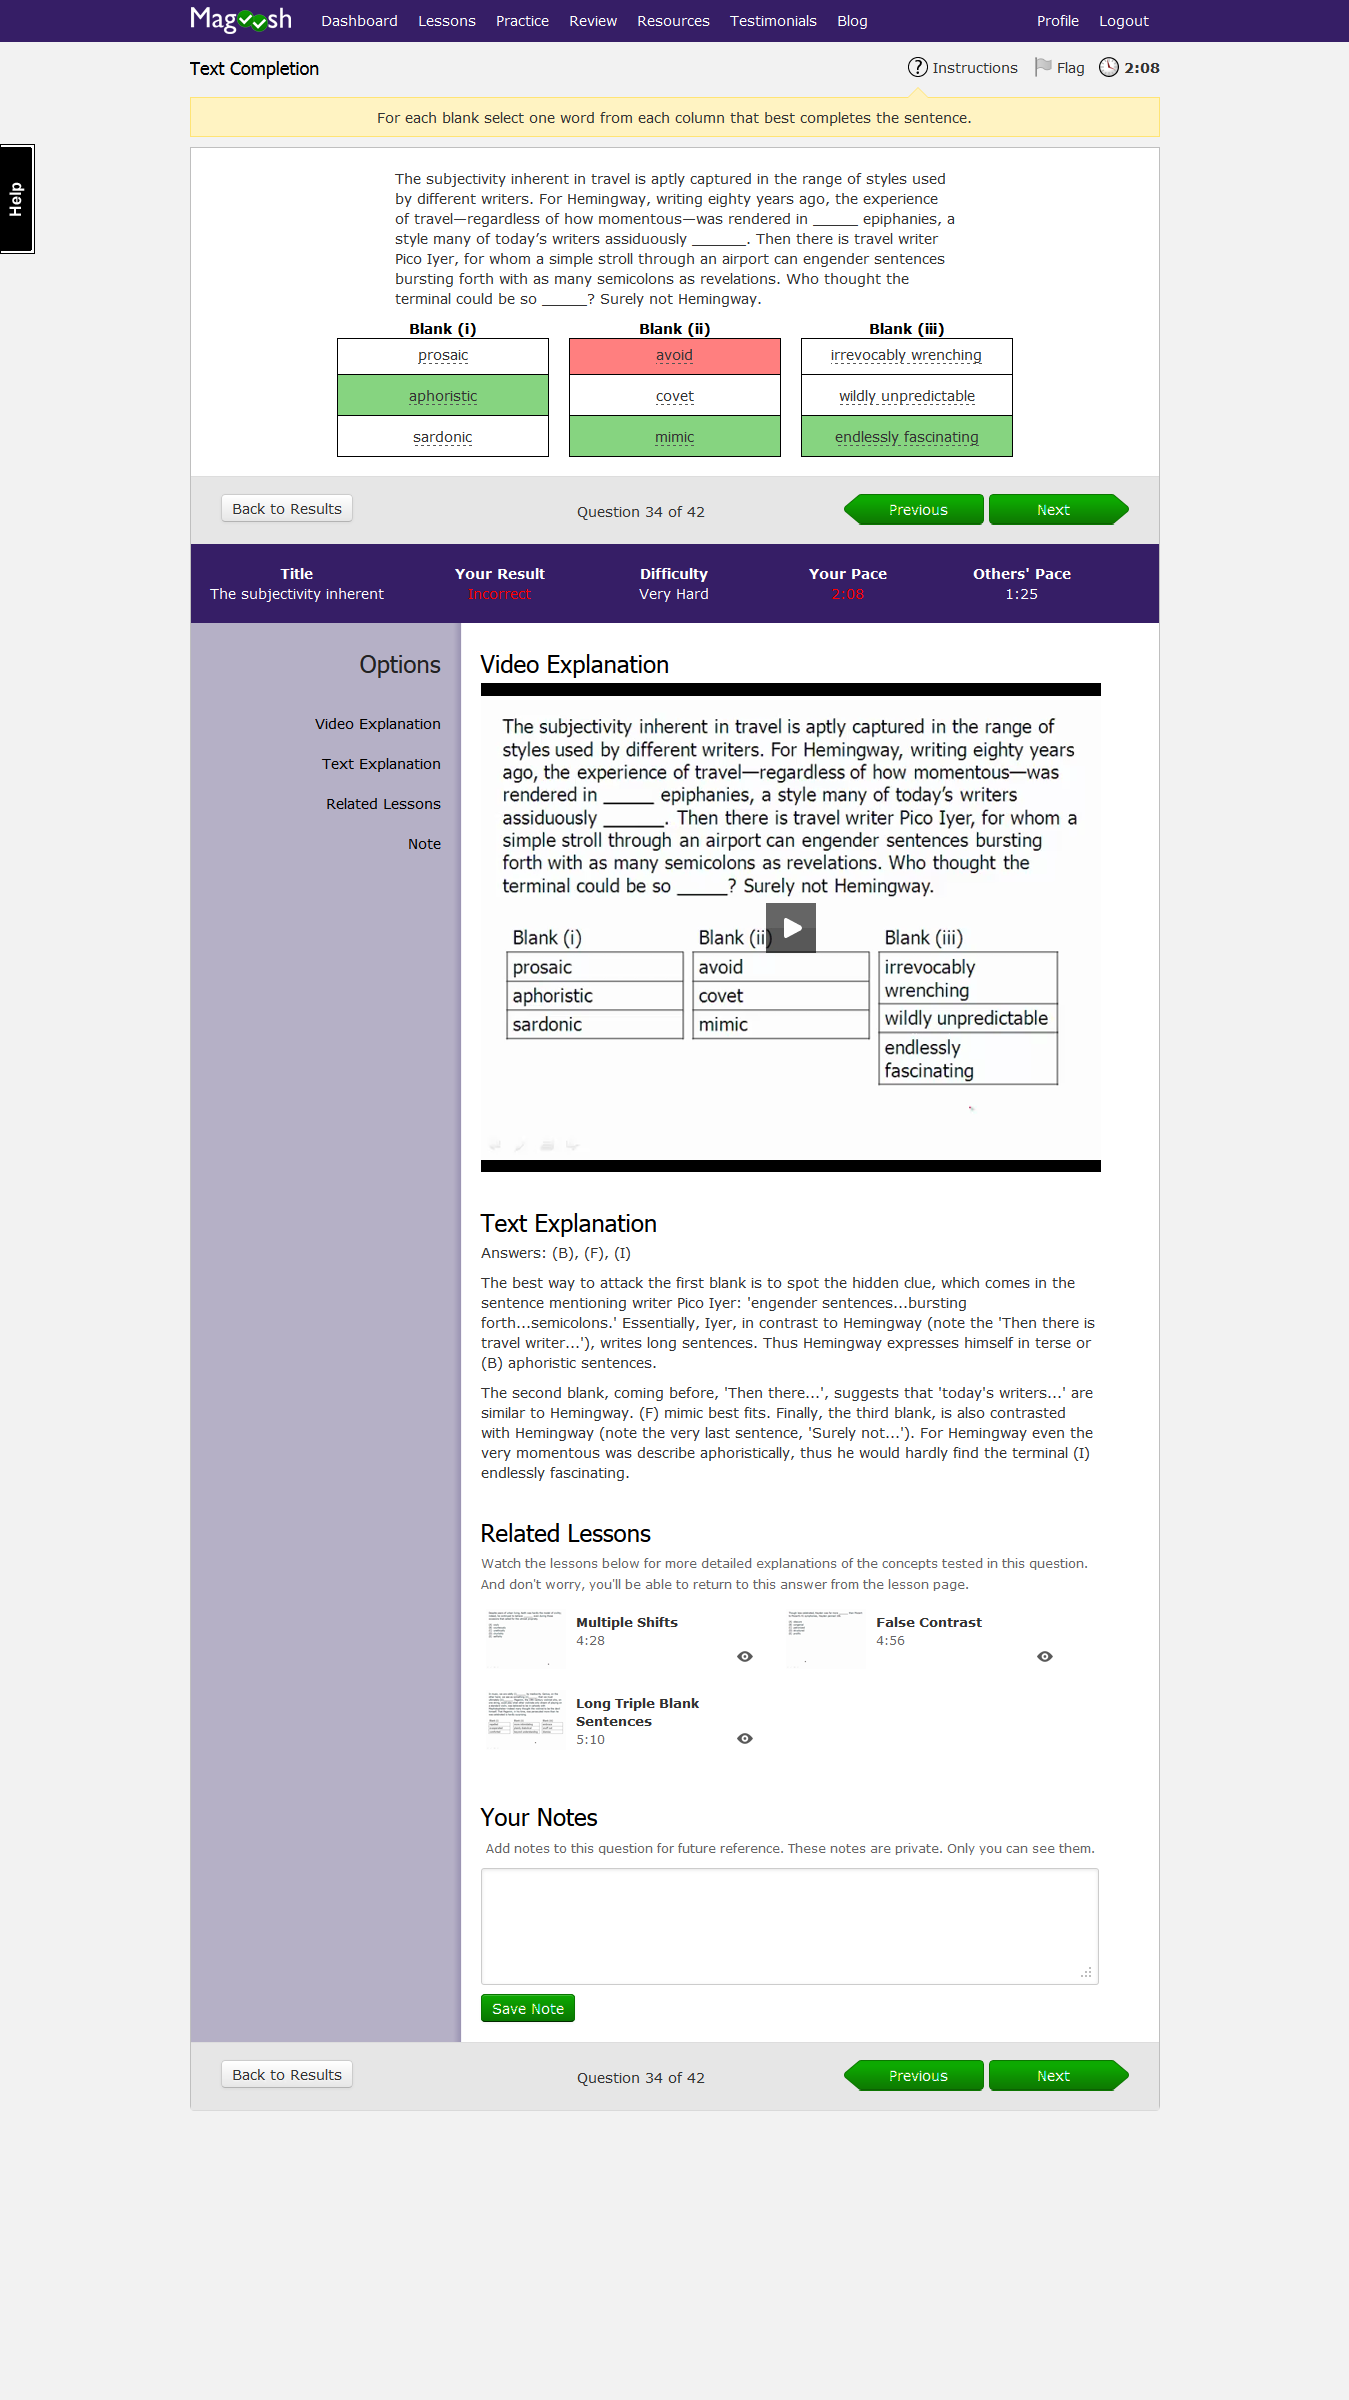 Magoosh Dashboard Lessons Practice Review Resources Testimonials Blog Profile Logout
Text Completion
Instructions Flag 2:08
For each blank select one word from each column that best completes the sentence.
Help
The subjectivity inherent in travel is aptly captured in the range of styles used
by different writers. For Hemingway, writing eighty years ago, the experience
of travel—regardless of how momentous—was rendered in _____ epiphanies, a
style many of today’s writers assiduously ______. Then there is travel writer
Pico Iyer, for whom a simple stroll through an airport can engender sentences
bursting forth with as many semicolons as revelations. Who thought the
terminal could be so _____? Surely not Hemingway.
Blank (i) Blank (ii) Blank (iii)
prosaic avoid irrevocably wrenching
aphoristic covet wildly unpredictable
sardonic mimic endlessly fascinating
Back to Results Question 34 of 42 Previous Next
Title Your Result Difficulty Your Pace Others' Pace
The subjectivity inherent Incorrect Very Hard 2:08 1:25
Options
Video Explanation
Text Explanation
Related Lessons
Note
Video Explanation
The subjectivity inherent in travel is aptly captured in the range of
styles used by different writers. For Hemingway, writing eighty years
ago, the experience of travel—regardless of how momentous—was
rendered in _____ epiphanies, a style many of today’s writers
assiduously ______. Then there is travel writer Pico Iyer, for whom a
simple stroll through an airport can engender sentences bursting
forth with as many semicolons as revelations. Who thought the
terminal could be so _____? Surely not Hemingway.
Blank (i) Blank (ii) Blank (iii)
prosaic avoid irrevocably
wrenching
aphoristic covet wildly unpredictable
sardonic mimic endlessly
fascinating
Text Explanation
Answers: (B), (F), (I)
The best way to attack the first blank is to spot the hidden clue, which comes in the
sentence mentioning writer Pico Iyer: 'engender sentences...bursting
forth...semicolons.' Essentially, Iyer, in contrast to Hemingway (note the 'Then there is
travel writer...'), writes long sentences. Thus Hemingway expresses himself in terse or
(B) aphoristic sentences.
The second blank, coming before, 'Then there...', suggests that 'today's writers...' are
similar to Hemingway. (F) mimic best fits. Finally, the third blank, is also contrasted
with Hemingway (note the very last sentence, 'Surely not...'). For Hemingway even the
very momentous was describe aphoristically, thus he would hardly find the terminal (I)
endlessly fascinating.
Related Lessons
Watch the lessons below for more detailed explanations of the concepts tested in this question.
And don't worry, you'll be able to return to this answer from the lesson page.
Multiple Shifts
4:28
False Contrast
4:56
Long Triple Blank
Sentences
5:10
Your Notes
Add notes to this question for future reference. These notes are private. Only you can see them.
Save Note
Back to Results Question 34 of 42 Previous Next